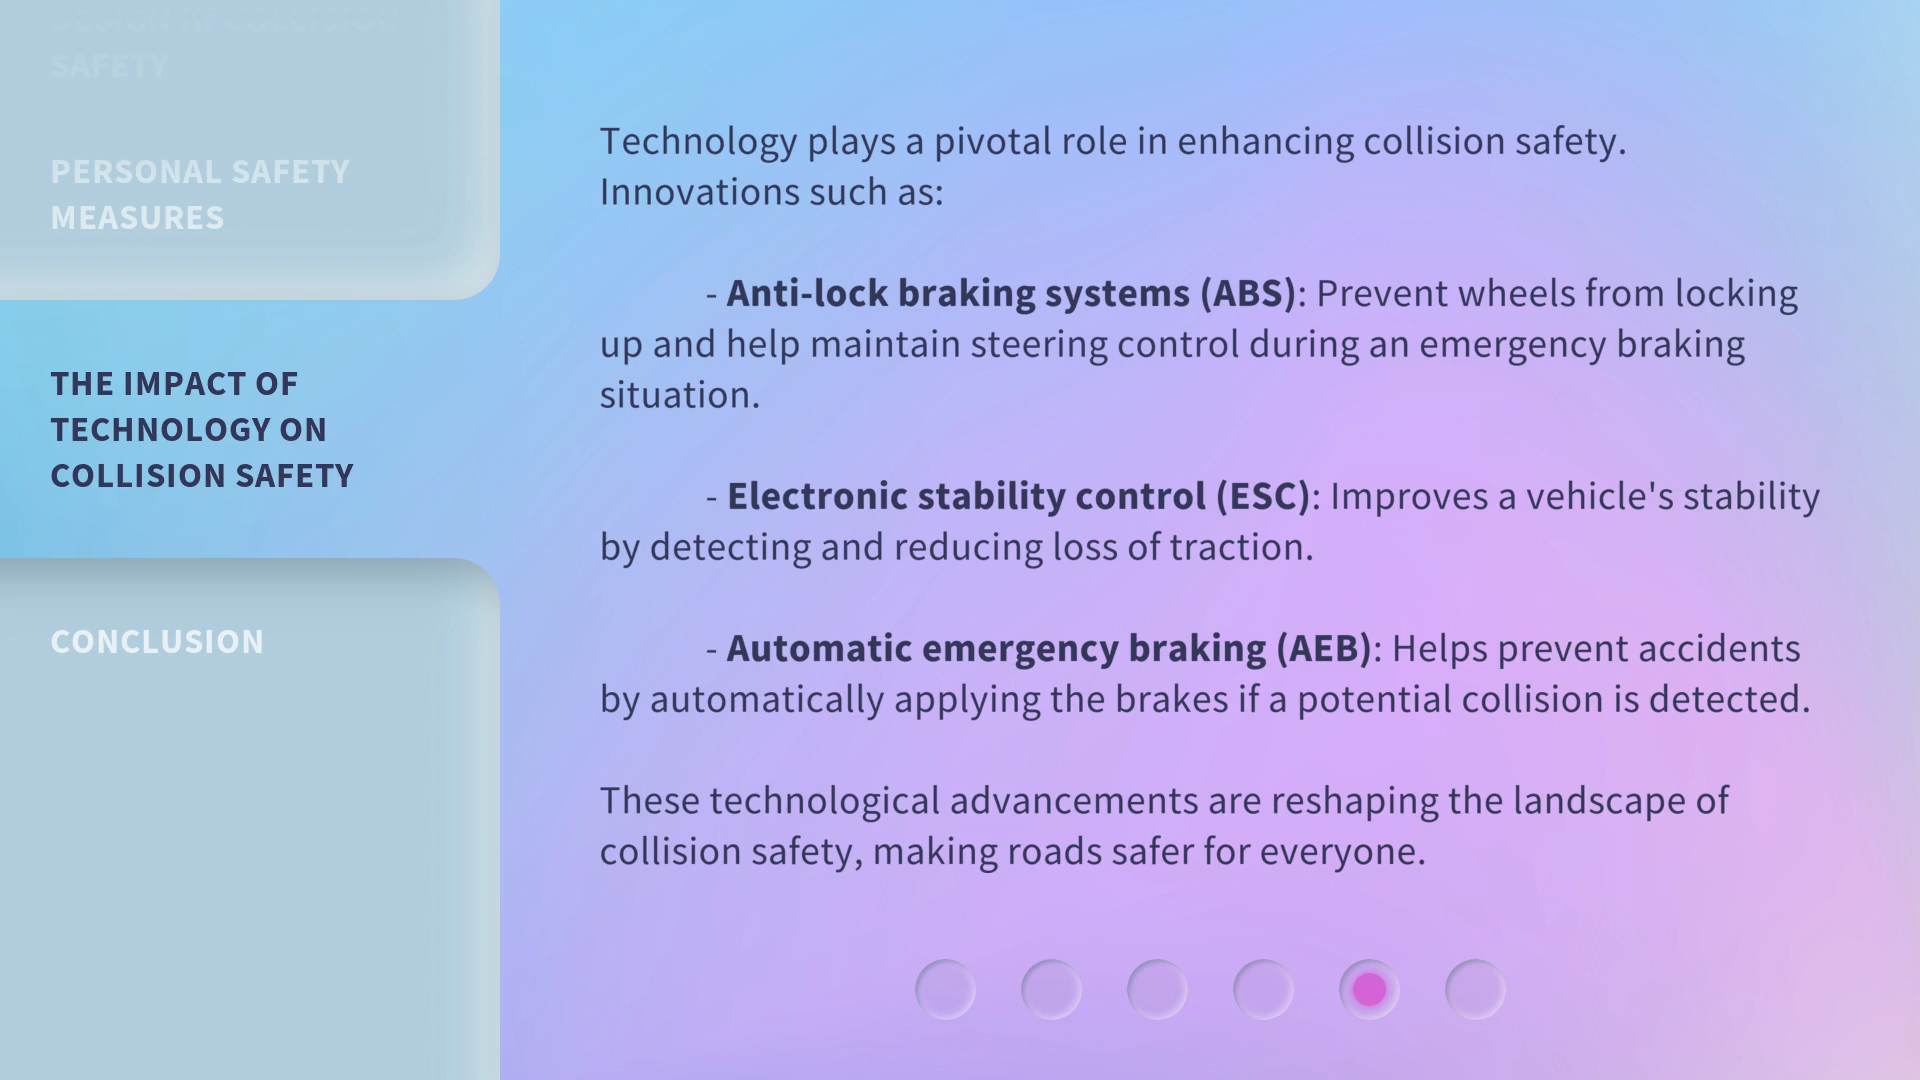 DESIGN IN COLLISION
SAFETY
PERSONAL SAFETY
MEASURES
THE IMPACT OF
TECHNOLOGY ON
COLLISION SAFETY
CONCLUSION
Technology plays a pivotal role in enhancing collision safety.
Innovations such as:
- Anti-lock braking systems (ABS): Prevent wheels from locking
up and help maintain steering control during an emergency braking
situation.
- Electronic stability control (ESC): Improves a vehicle's stability
by detecting and reducing loss of traction.
- Automatic emergency braking (AEB): Helps prevent accidents
by automatically applying the brakes if a potential collision is detected.
These technological advancements are reshaping the landscape of
collision safety, making roads safer for everyone.